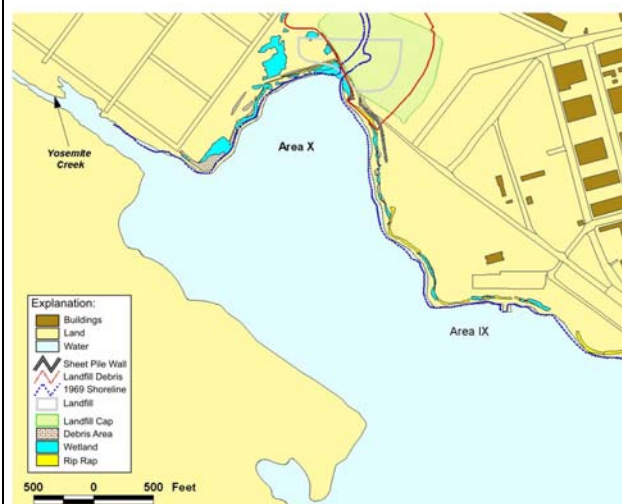 Yosemite
Creek
Area X
Area IX
Explanation:
Buildings
Land
Water
Sheet Pile Wall
Landfill Debris
1969 Shoreline
Landfill
Landfill Cap
Debris Area
Wetland
Rip Rap
500 0 500 Feet